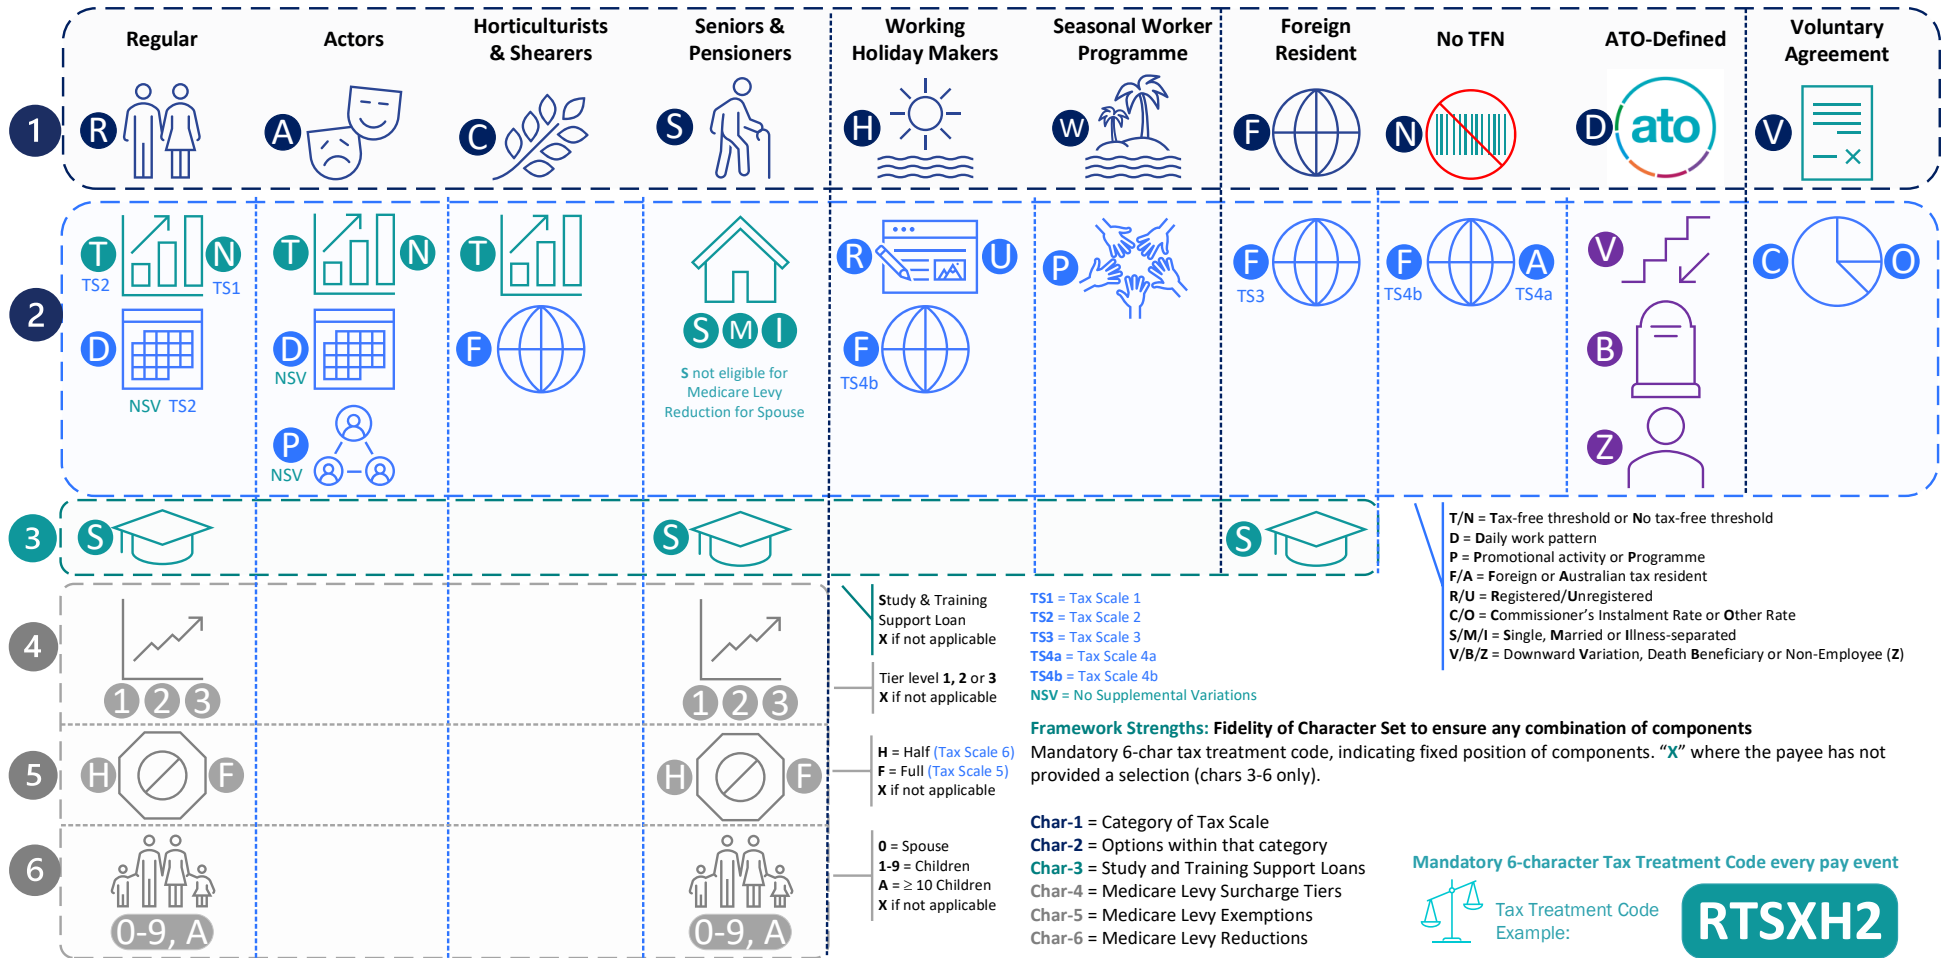 Regular
Actors
Horticulturists
& Shearers
Seniors &
Pensioners
Working
Holiday Makers
Seasonal Worker
Programme
Foreign
Resident
No TFN
ATO-Defined
Voluntary
Agreement
1
R
A
C
S
H
W
F
N
D
ato
V
2
T
TS2
N
TS1
D
NSV TS2
T
N
D
NSV
P
NSV
T
F
S M I
S not eligible for
Medicare Levy
Reduction for Spouse
R
U
F
TS4b
P
F
TS3
F
TS4b
A
TS4a
V
B
Z
C
O
3
S
S
S
T/N = Tax-free threshold or No tax-free threshold
D = Daily work pattern
P = Promotional activity or Programme
F/A = Foreign or Australian tax resident
R/U = Registered/Unregistered
C/O = Commissioner's Instalment Rate or Other Rate
S/M/I = Single, Married or Illness-separated
V/B/Z = Downward Variation, Death Beneficiary or Non-Employee (Z)
4
1 2 3
1 2 3
Study & Training
Support Loan
X if not applicable
Tier level 1, 2 or 3
X if not applicable
TS1 = Tax Scale 1
TS2 = Tax Scale 2
TS3 = Tax Scale 3
TS4a = Tax Scale 4a
TS4b = Tax Scale 4b
NSV = No Supplemental Variations
5
H
F
H
F
H = Half (Tax Scale 6)
F = Full (Tax Scale 5)
X if not applicable
Framework Strengths: Fidelity of Character Set to ensure any combination of components
Mandatory 6-char tax treatment code, indicating fixed position of components. “X” where the payee has not
provided a selection (chars 3-6 only).
6
0-9, A
0-9, A
0 = Spouse
1-9 = Children
A = ≥ 10 Children
X if not applicable
Char-1 = Category of Tax Scale
Char-2 = Options within that category
Char-3 = Study and Training Support Loans
Char-4 = Medicare Levy Surcharge Tiers
Char-5 = Medicare Levy Exemptions
Char-6 = Medicare Levy Reductions
Mandatory 6-character Tax Treatment Code every pay event
Tax Treatment Code
Example:
RTSXH2